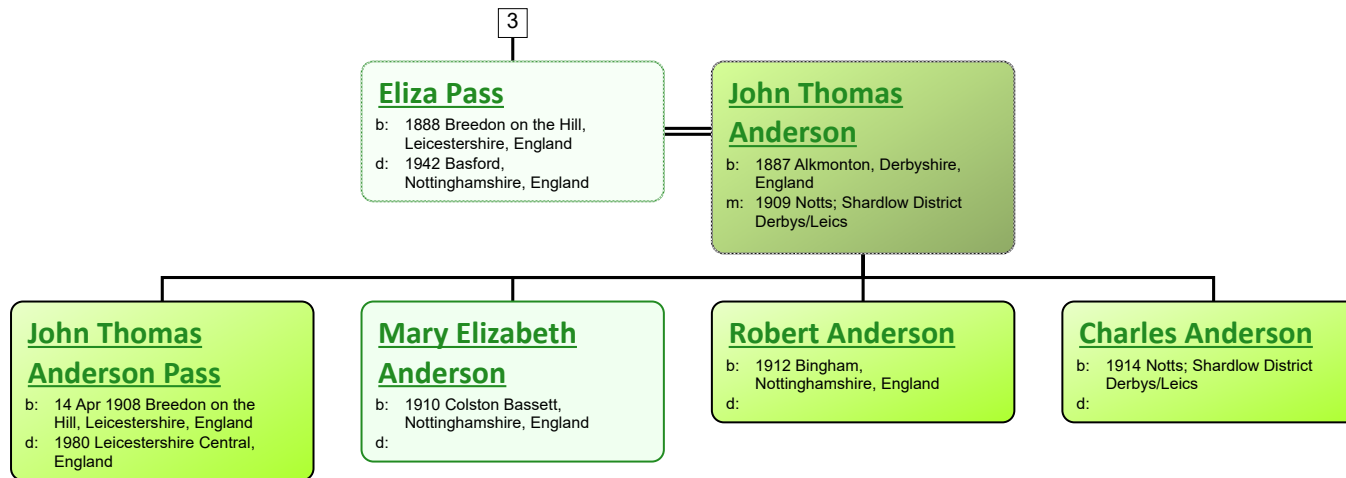 3
Eliza Pass
b: 1888 Breedon on the Hill,
Leicestershire, England
d: 1942 Basford,
Nottinghamshire, England
John Thomas
Anderson
b: 1887 Alkmonton, Derbyshire,
England
m: 1909 Notts; Shardlow District
Derbys/Leics
John Thomas
Anderson Pass
b: 14 Apr 1908 Breedon on the
Hill, Leicestershire, England
d: 1980 Leicestershire Central,
England
Mary Elizabeth
Anderson
b: 1910 Colston Bassett,
Nottinghamshire, England
d:
Robert Anderson
b: 1912 Bingham,
Nottinghamshire, England
d:
Charles Anderson
b: 1914 Notts; Shardlow District
Derbys/Leics
d: